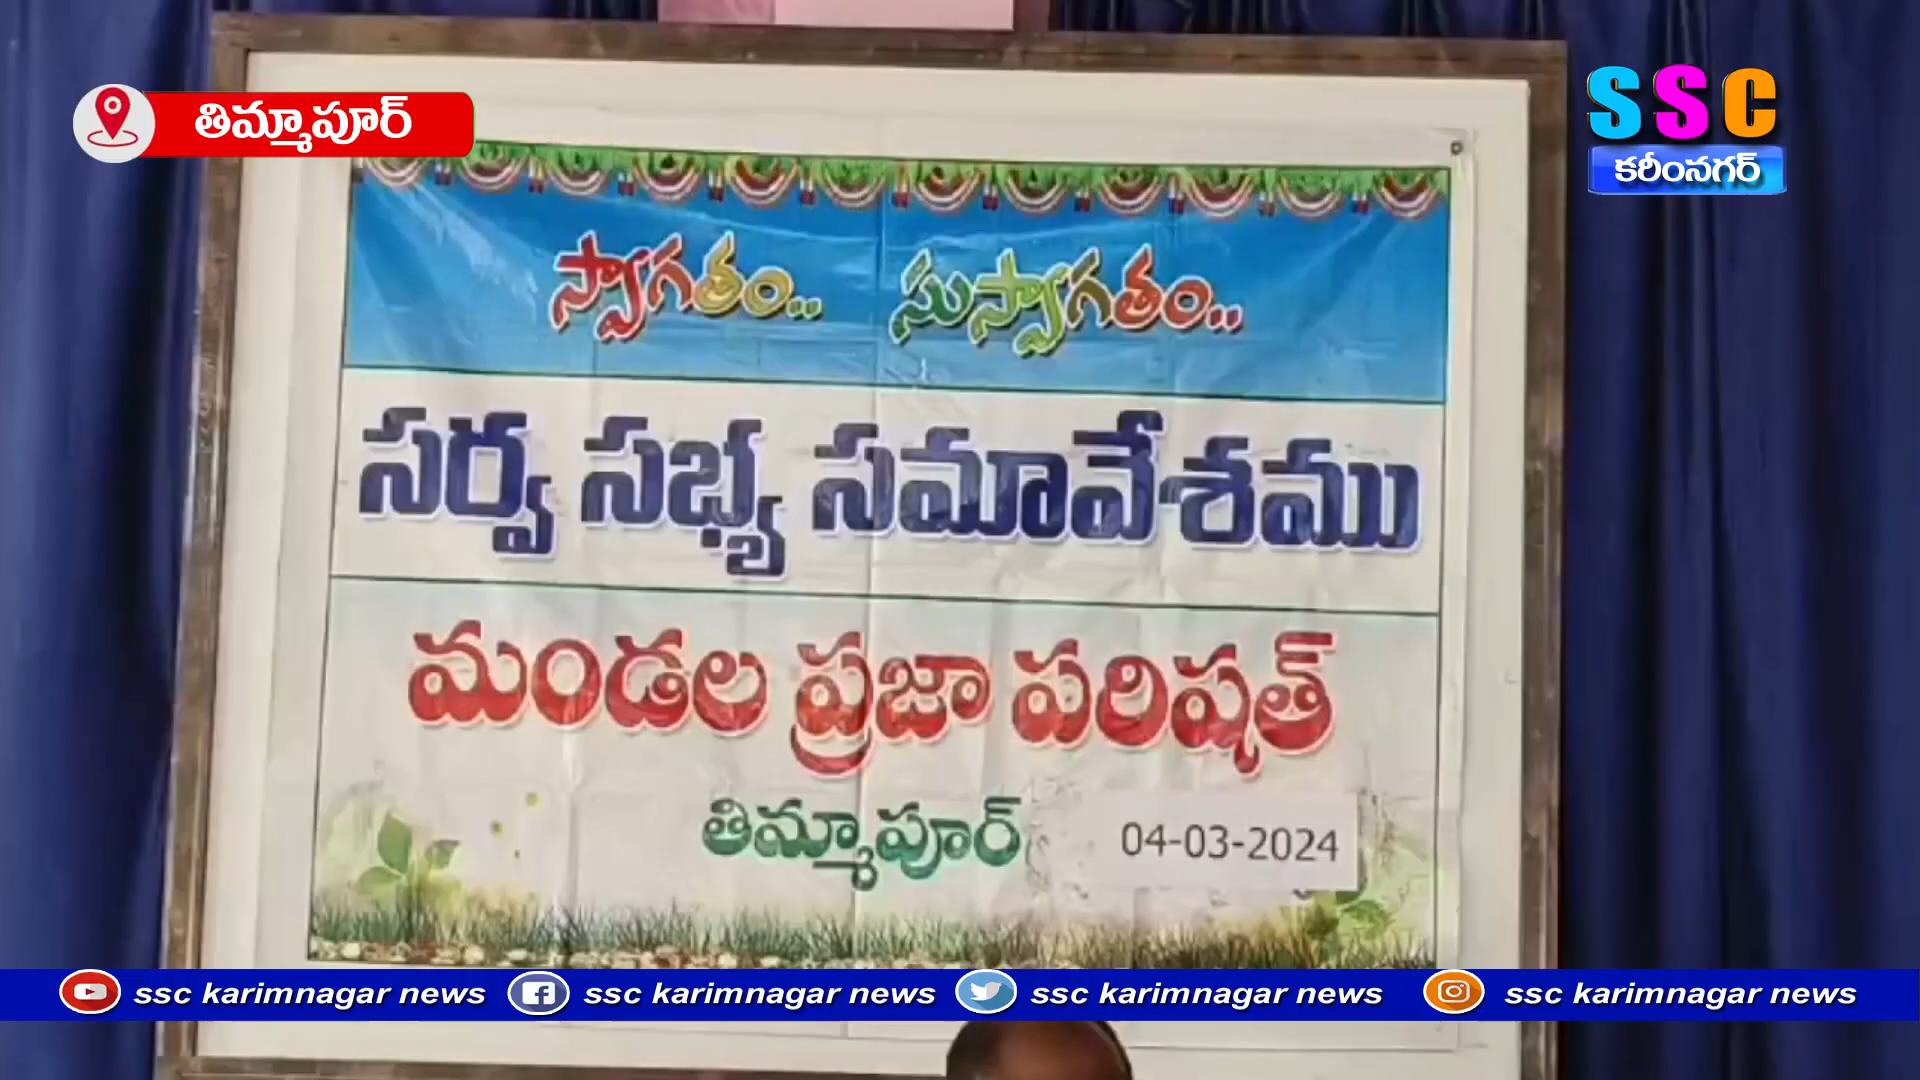 తిమ్మాపూర్
SSC
కరీంనగర్
స్వాగతం.. సుస్వాగతం..
సర్వ సభ్య సమావేశము
మండల ప్రజా పరిషత్
తిమ్మాపూర్ 04-03-2024
ssc karimnagar news ssc karimnagar news ssc karimnagar news ssc karimnagar news